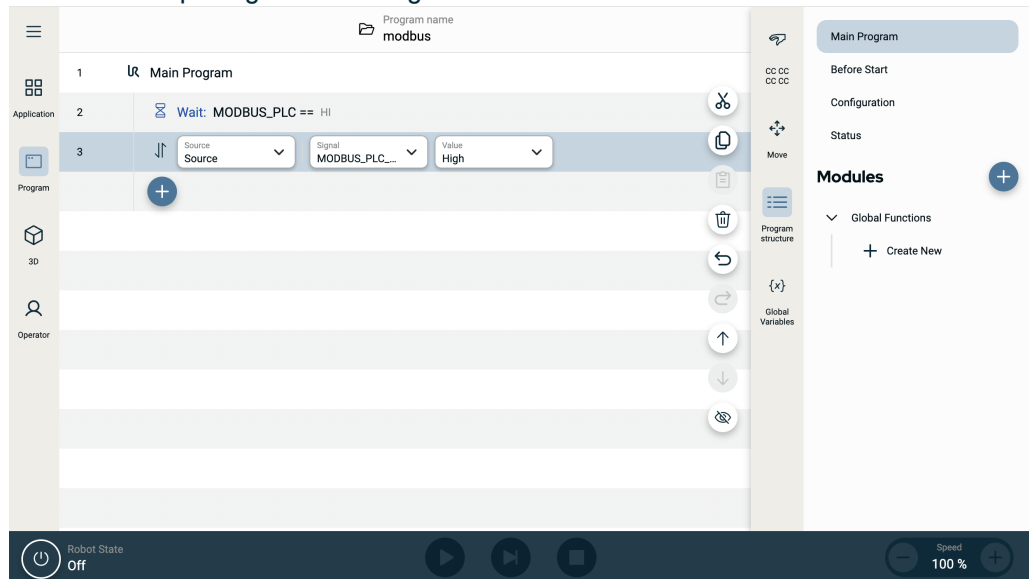 Program name
modbus
1 Main Program
2 Wait: MODBUS_PLC == HI
3
Source
Source
Signal
MODBUS_PLC_...
Value
High
Application
Program
3D
Operator
CC CC
CC CC
Move
Program
structure
{x}
Global
Variables
Main Program
Before Start
Configuration
Status
Modules
Global Functions
Create New
Robot State
Off
Speed
100 %